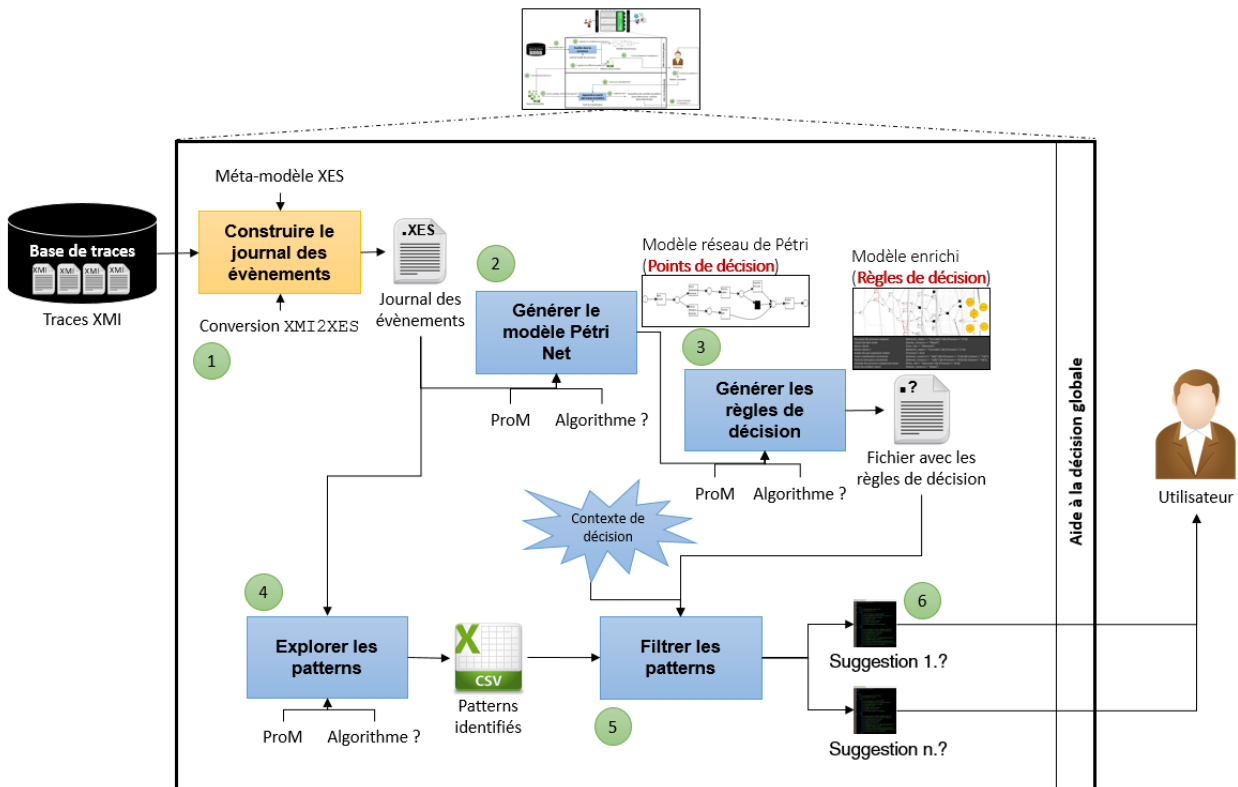 Méta-modèle XES
Construire le
journal des
évènements
Base de traces
XMI XMI XMI XMI
Traces XMI
Conversion XMI2XES
1
.XES
Journal des
évènements
2
Générer le
modèle Pétri
Net
ProM
Algorithme ?
Modèle réseau de Pétri
(Points de décision)
3
Générer les
règles de
décision
ProM
Algorithme ?
Modèle enrichi
(Règles de décision)
.?
Fichier avec les
règles de décision
Contexte de
décision
4
Explorer les
patterns
ProM
Algorithme ?
X
CSV
Patterns
identifiés
Filtrer les
patterns
5
6
Suggestion 1.?
Suggestion n.?
Aide à la décision globale
Utilisateur